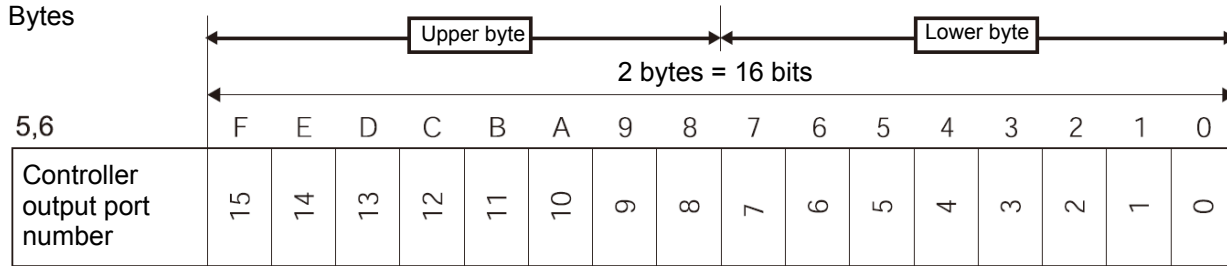 Bytes
Upper byte
Lower byte
2 bytes = 16 bits
5,6 F E D C B A 9 8 7 6 5 4 3 2 1 0
Controller
output port
number
15 14 13 12 11 10 9 8 7 6 5 4 3 2 1 0